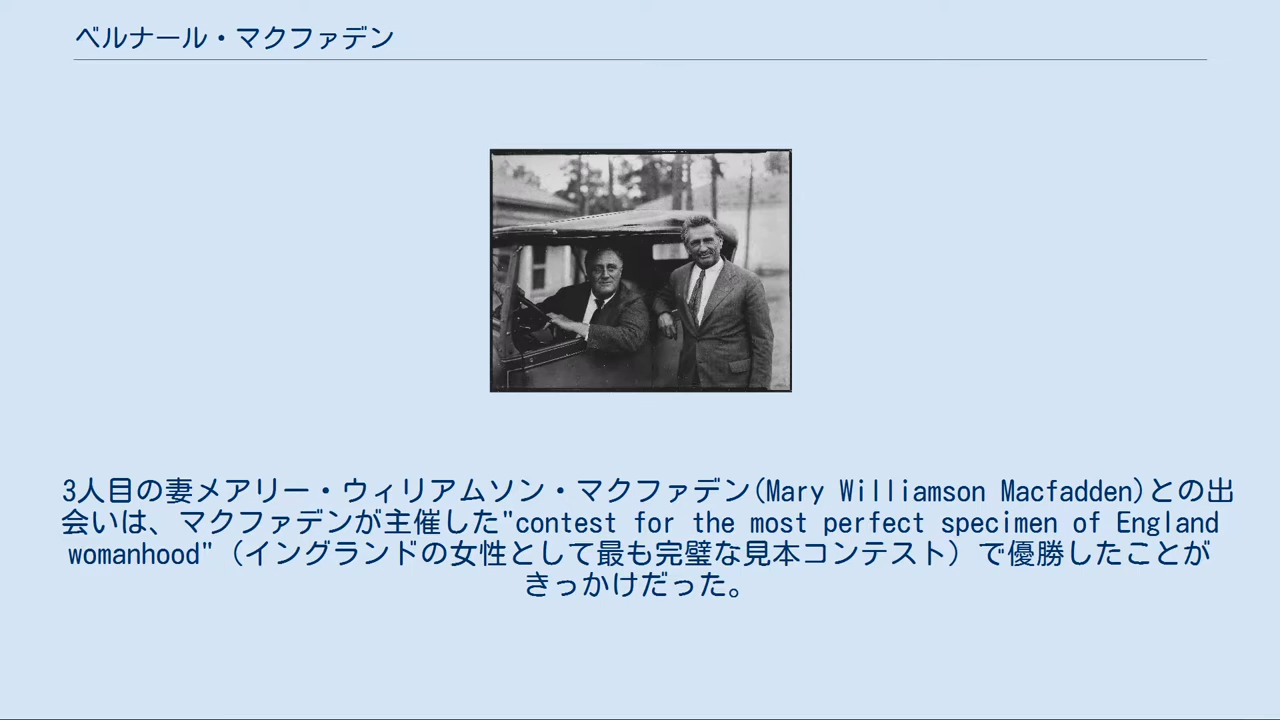 ベルナール・マクファデン
3人目の妻メアリー・ウィリアムソン・マクファデン(Mary Williamson Macfadden)との出
会いは、マクファデンが主催した"contest for the most perfect specimen of England
womanhood"（イングランドの女性として最も完璧な見本コンテスト）で優勝したことが
きっかけだった。